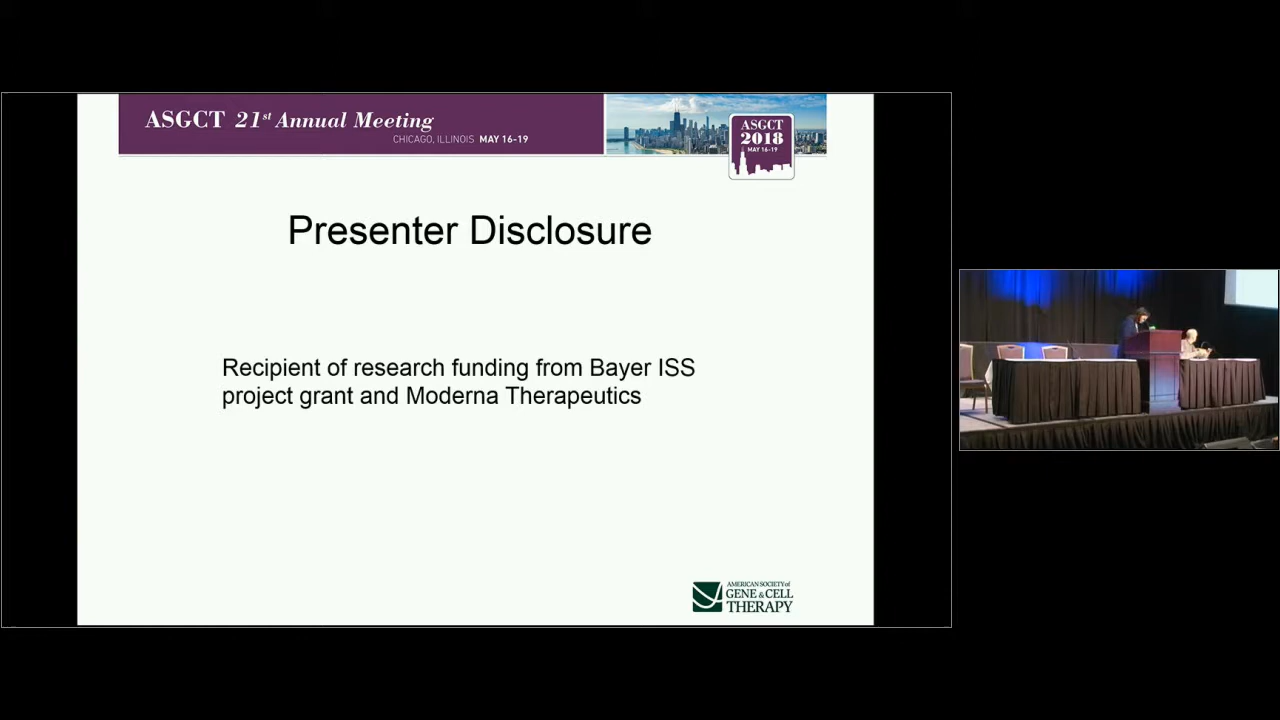 ASGCT 21st Annual Meeting
CHICAGO, ILLINOIS MAY 16-19
ASGCT
2018
MAY 16-19
Presenter Disclosure
Recipient of research funding from Bayer ISS
project grant and Moderna Therapeutics
AMERICAN SOCIETY of
GENE & CELL
THERAPY